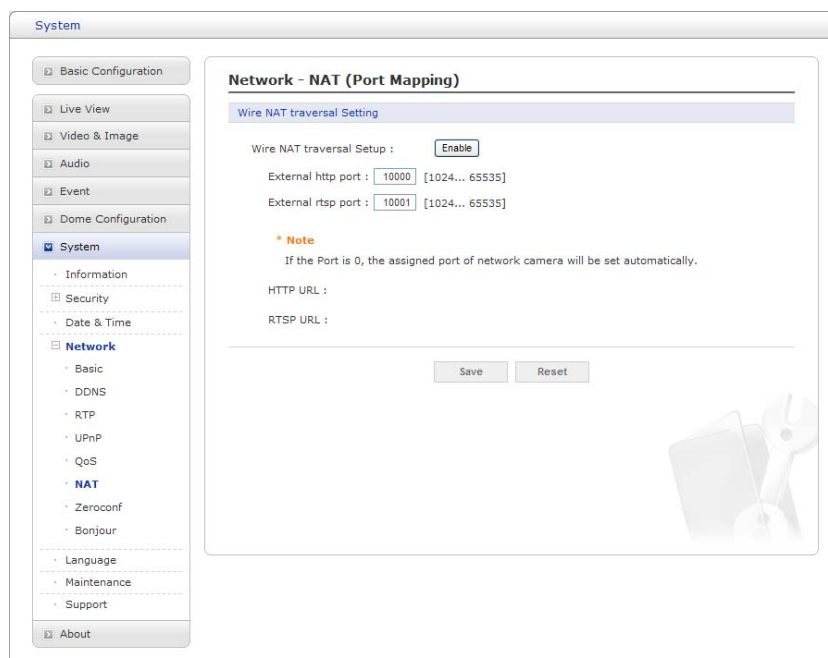 System
Basic Configuration
Live View
Video & Image
Audio
Event
Dome Configuration
System
Information
Security
Date & Time
Network
Basic
DDNS
RTP
UPnP
QoS
NAT
Zeroconf
Bonjour
Language
Maintenance
Support
About
Network - NAT (Port Mapping)
Wire NAT traversal Setting
Wire NAT traversal Setup : Enable
External http port : 10000 [1024... 65535]
External rtsp port : 10001 [1024... 65535]
* Note
If the Port is 0, the assigned port of network camera will be set automatically.
HTTP URL :
RTSP URL :
Save Reset